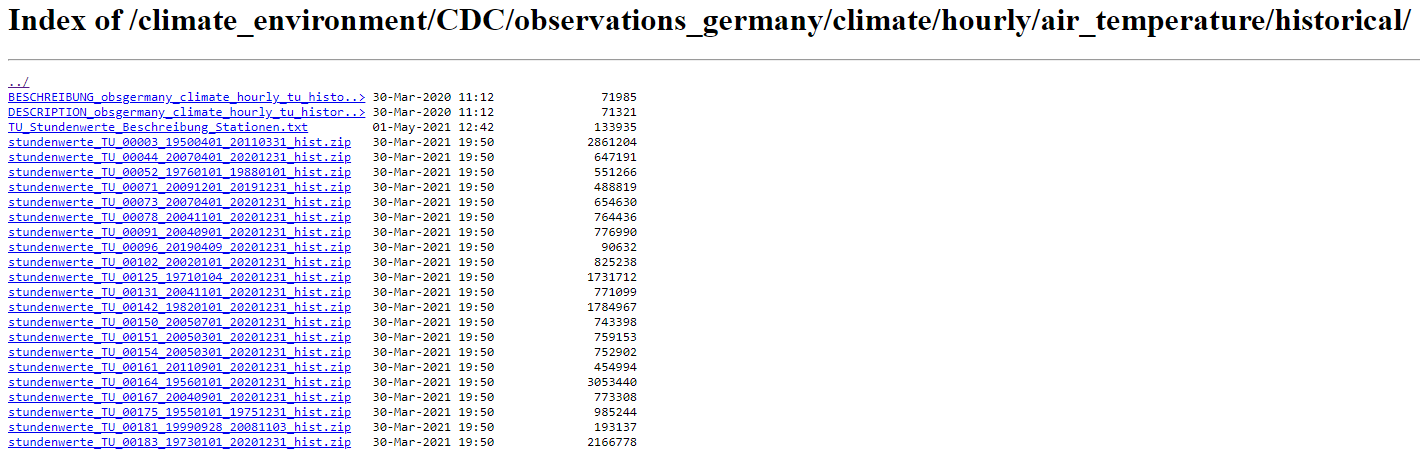 Index of /climate_environment/CDC/observations_germany/climate/hourly/air_temperature/historical/
../
BESCHREIBUNG_obsgermany_climate_hourly_tu_histo..> 30-Mar-2020 11:12 71985
DESCRIPTION_obsgermany_climate_hourly_tu_histor..> 30-Mar-2020 11:12 71321
TU_Stundenwerte_Beschreibung_Stationen.txt 01-May-2021 12:42 133935
stundenwerte_TU_00003_19500401_20110331_hist.zip 30-Mar-2021 19:50 2861204
stundenwerte_TU_00044_20070401_20201231_hist.zip 30-Mar-2021 19:50 647191
stundenwerte_TU_00052_19760101_19880101_hist.zip 30-Mar-2021 19:50 551266
stundenwerte_TU_00071_20091201_20191231_hist.zip 30-Mar-2021 19:50 488819
stundenwerte_TU_00073_20070401_20201231_hist.zip 30-Mar-2021 19:50 654630
stundenwerte_TU_00078_20041101_20201231_hist.zip 30-Mar-2021 19:50 764436
stundenwerte_TU_00091_20040901_20201231_hist.zip 30-Mar-2021 19:50 776990
stundenwerte_TU_00096_20190409_20201231_hist.zip 30-Mar-2021 19:50 90632
stundenwerte_TU_00102_20020101_20201231_hist.zip 30-Mar-2021 19:50 825238
stundenwerte_TU_00125_19710104_20201231_hist.zip 30-Mar-2021 19:50 1731712
stundenwerte_TU_00131_20041101_20201231_hist.zip 30-Mar-2021 19:50 771099
stundenwerte_TU_00142_19820101_20201231_hist.zip 30-Mar-2021 19:50 1784967
stundenwerte_TU_00150_20050701_20201231_hist.zip 30-Mar-2021 19:50 743398
stundenwerte_TU_00151_20050301_20201231_hist.zip 30-Mar-2021 19:50 759153
stundenwerte_TU_00154_20050301_20201231_hist.zip 30-Mar-2021 19:50 752902
stundenwerte_TU_00161_20110901_20201231_hist.zip 30-Mar-2021 19:50 454994
stundenwerte_TU_00164_19560101_20201231_hist.zip 30-Mar-2021 19:50 3053440
stundenwerte_TU_00167_20040901_20201231_hist.zip 30-Mar-2021 19:50 773308
stundenwerte_TU_00175_19550101_19751231_hist.zip 30-Mar-2021 19:50 985244
stundenwerte_TU_00181_19990928_20081103_hist.zip 30-Mar-2021 19:50 193137
stundenwerte_TU_00183_19730101_20201231_hist.zip 30-Mar-2021 19:50 2166778